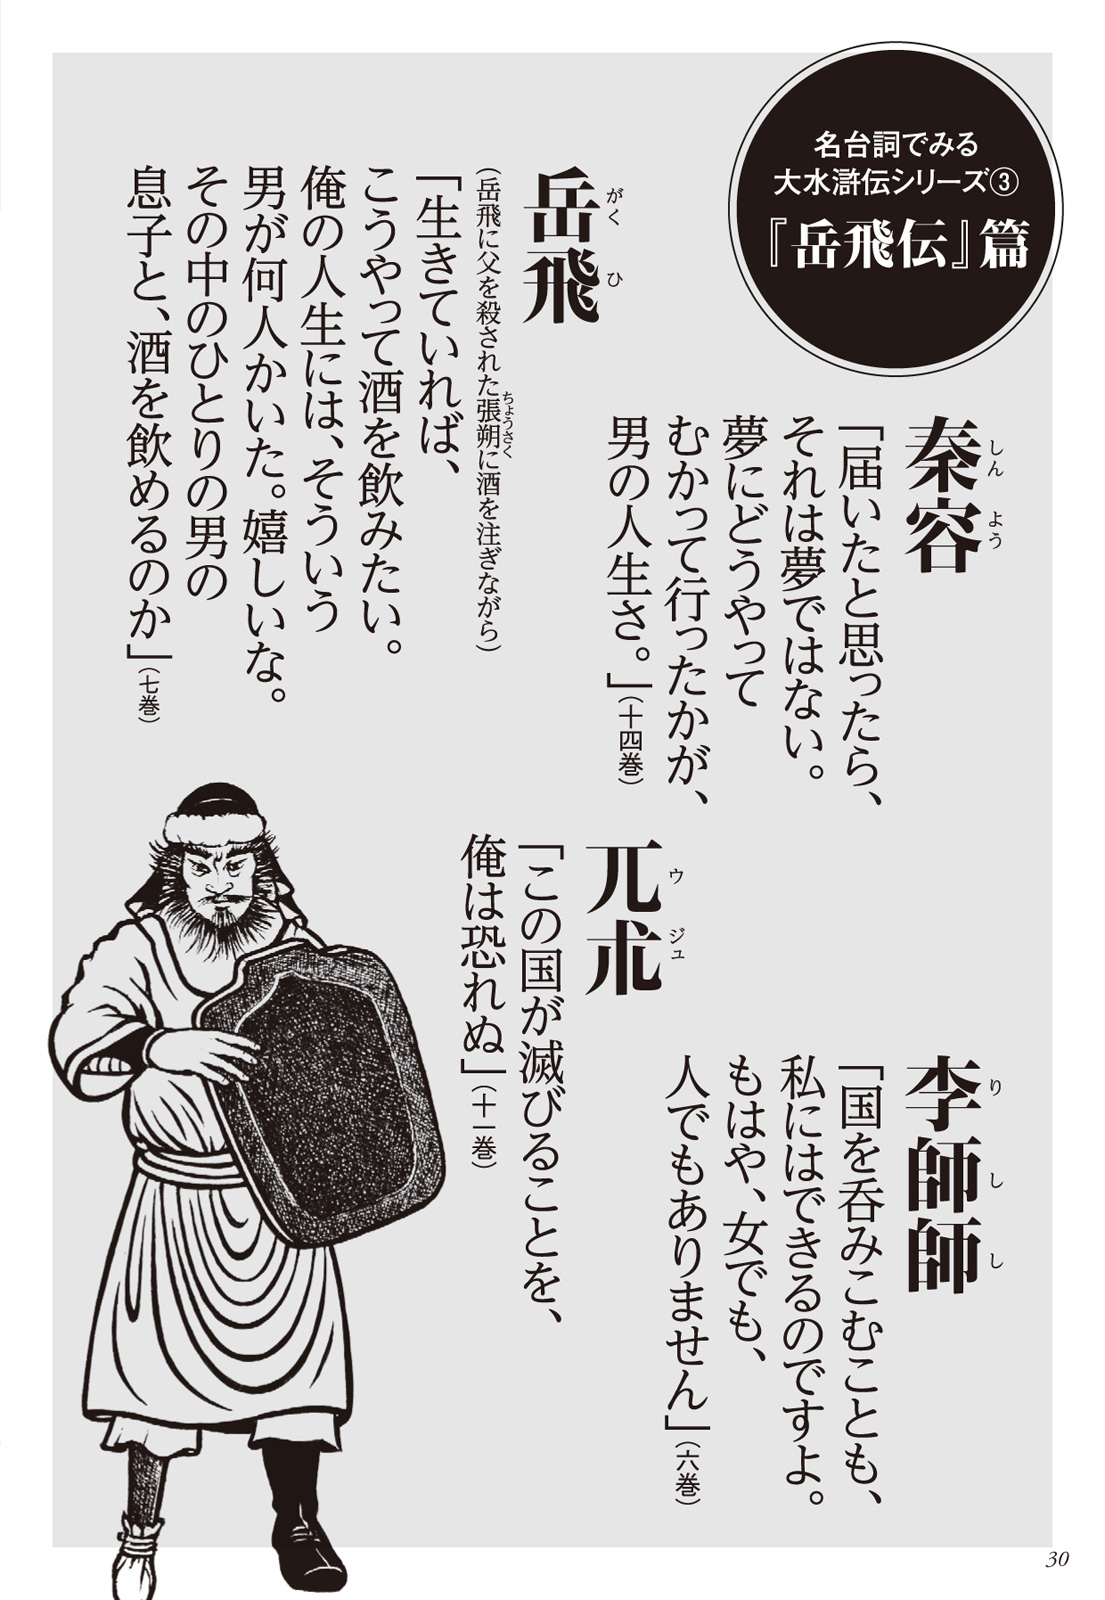 名台詞でみる
大水滸伝シリーズ③
『岳飛伝』篇
秦容
しんよう
「届いたと思ったら、
それは夢ではない。
夢にどうやって
むかって行ったかが、
男の人生さ。」（十四巻）
岳飛
がくひ
（岳飛に父を殺された張朔に酒を注ぎながら）
ちょうさく
「生きていれば、
こうやって酒を飲みたい。
俺の人生には、そういう
男が何人かいた。嬉しいな。
その中のひとりの男の
息子と、酒を飲めるのか」（七巻）
李師師
りしし
「国を呑みこむことも、
私にはできるのですよ。
もはや、女でも、
人でもありません」（六巻）
兀朮
ウジュ
「この国が滅びることを、
俺は恐れぬ」（十一巻）
30